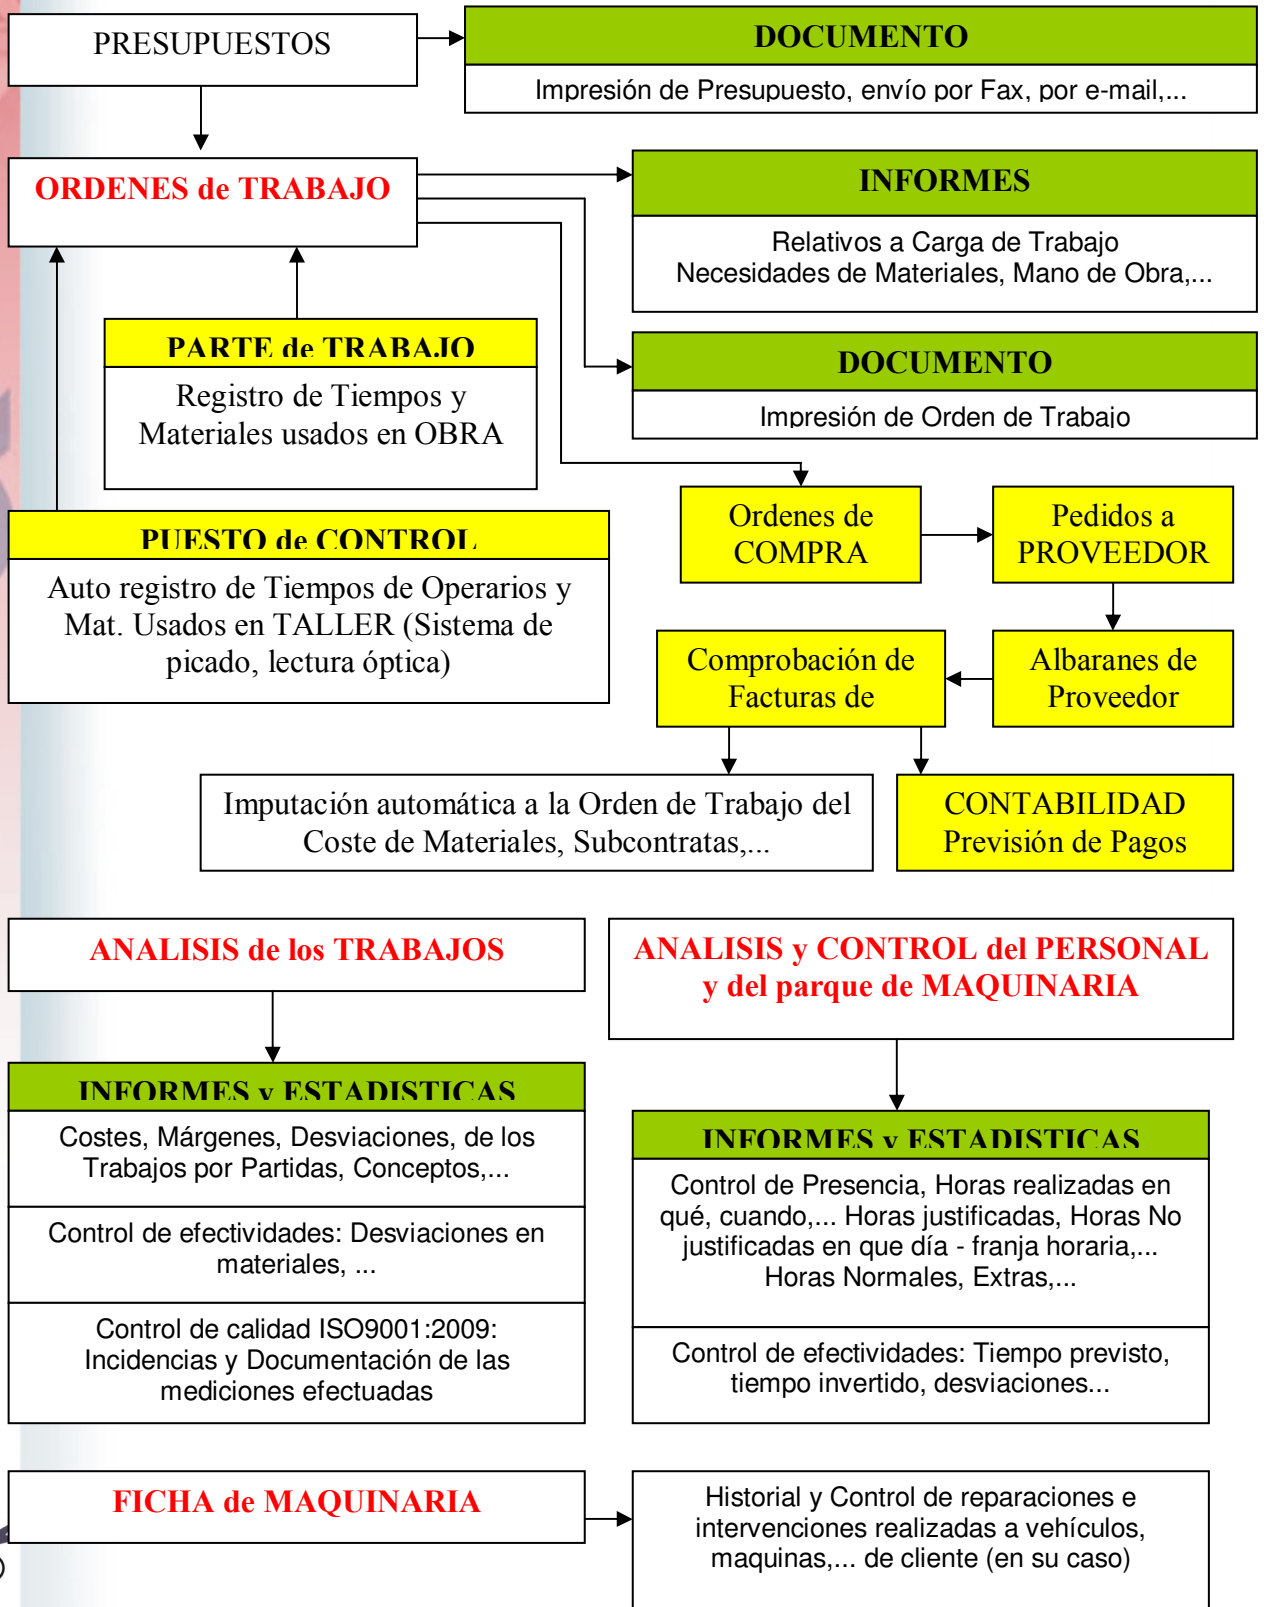 PRESUPUESTOS
DOCUMENTO
Impresión de Presupuesto, envío por Fax, por e-mail,...
ORDENES de TRABAJO
INFORMES
Relativos a Carga de Trabajo
Necesidades de Materiales, Mano de Obra,...
PARTE de TRABAJO
Registro de Tiempos y
Materiales usados en OBRA
DOCUMENTO
Impresión de Orden de Trabajo
PUESTO de CONTROL
Auto registro de Tiempos de Operarios y
Mat. Usados en TALLER (Sistema de
picado, lectura óptica)
Ordenes de
COMPRA
Pedidos a
PROVEEDOR
Comprobación de
Facturas de
Albaranes de
Proveedor
Imputación automática a la Orden de Trabajo del
Coste de Materiales, Subcontratas,...
CONTABILIDAD
Previsión de Pagos
ANALISIS de los TRABAJOS
ANALISIS y CONTROL del PERSONAL
y del parque de MAQUINARIA
INFORMES y ESTADISTICAS
Costes, Márgenes, Desviaciones, de los
Trabajos por Partidas, Conceptos,...
Control de efectividades: Desviaciones en
materiales, ...
Control de calidad ISO9001:2009:
Incidencias y Documentación de las
mediciones efectuadas
INFORMES y ESTADISTICAS
Control de Presencia, Horas realizadas en
qué, cuando,... Horas justificadas, Horas No
justificadas en que día - franja horaria,...
Horas Normales, Extras,...
Control de efectividades: Tiempo previsto,
tiempo invertido, desviaciones...
FICHA de MAQUINARIA
Historial y Control de reparaciones e
intervenciones realizadas a vehículos,
maquinas,... de cliente (en su caso)